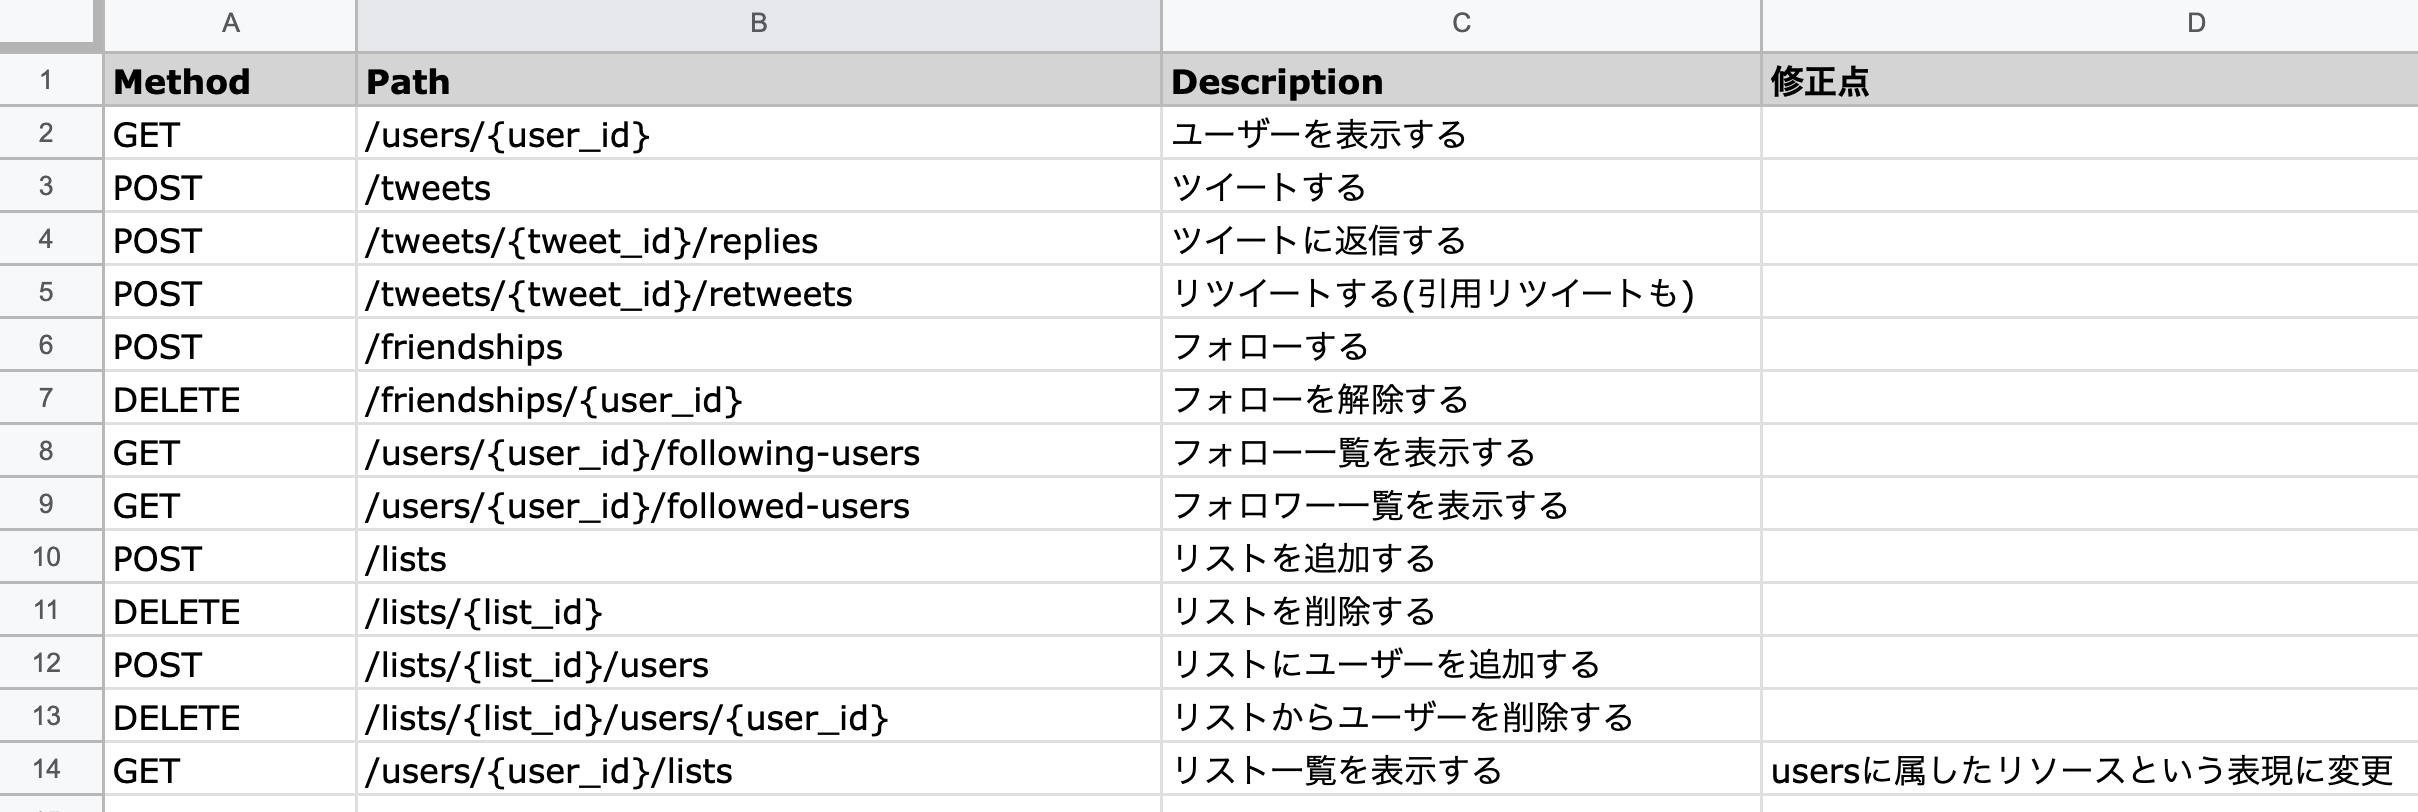 A B C D
1 Method Path Description 修正点
2 GET /users/{user_id} ユーザーを表示する
3 POST /tweets ツイートする
4 POST /tweets/{tweet_id}/replies ツイートに返信する
5 POST /tweets/{tweet_id}/retweets リツイートする(引用リツイートも)
6 POST /friendships フォローする
7 DELETE /friendships/{user_id} フォローを解除する
8 GET /users/{user_id}/following-users フォロー一覧を表示する
9 GET /users/{user_id}/followed-users フォロワー一覧を表示する
10 POST /lists リストを追加する
11 DELETE /lists/{list_id} リストを削除する
12 POST /lists/{list_id}/users リストにユーザーを追加する
13 DELETE /lists/{list_id}/users/{user_id} リストからユーザーを削除する
14 GET /users/{user_id}/lists リスト一覧を表示する usersに属したリソースという表現に変更